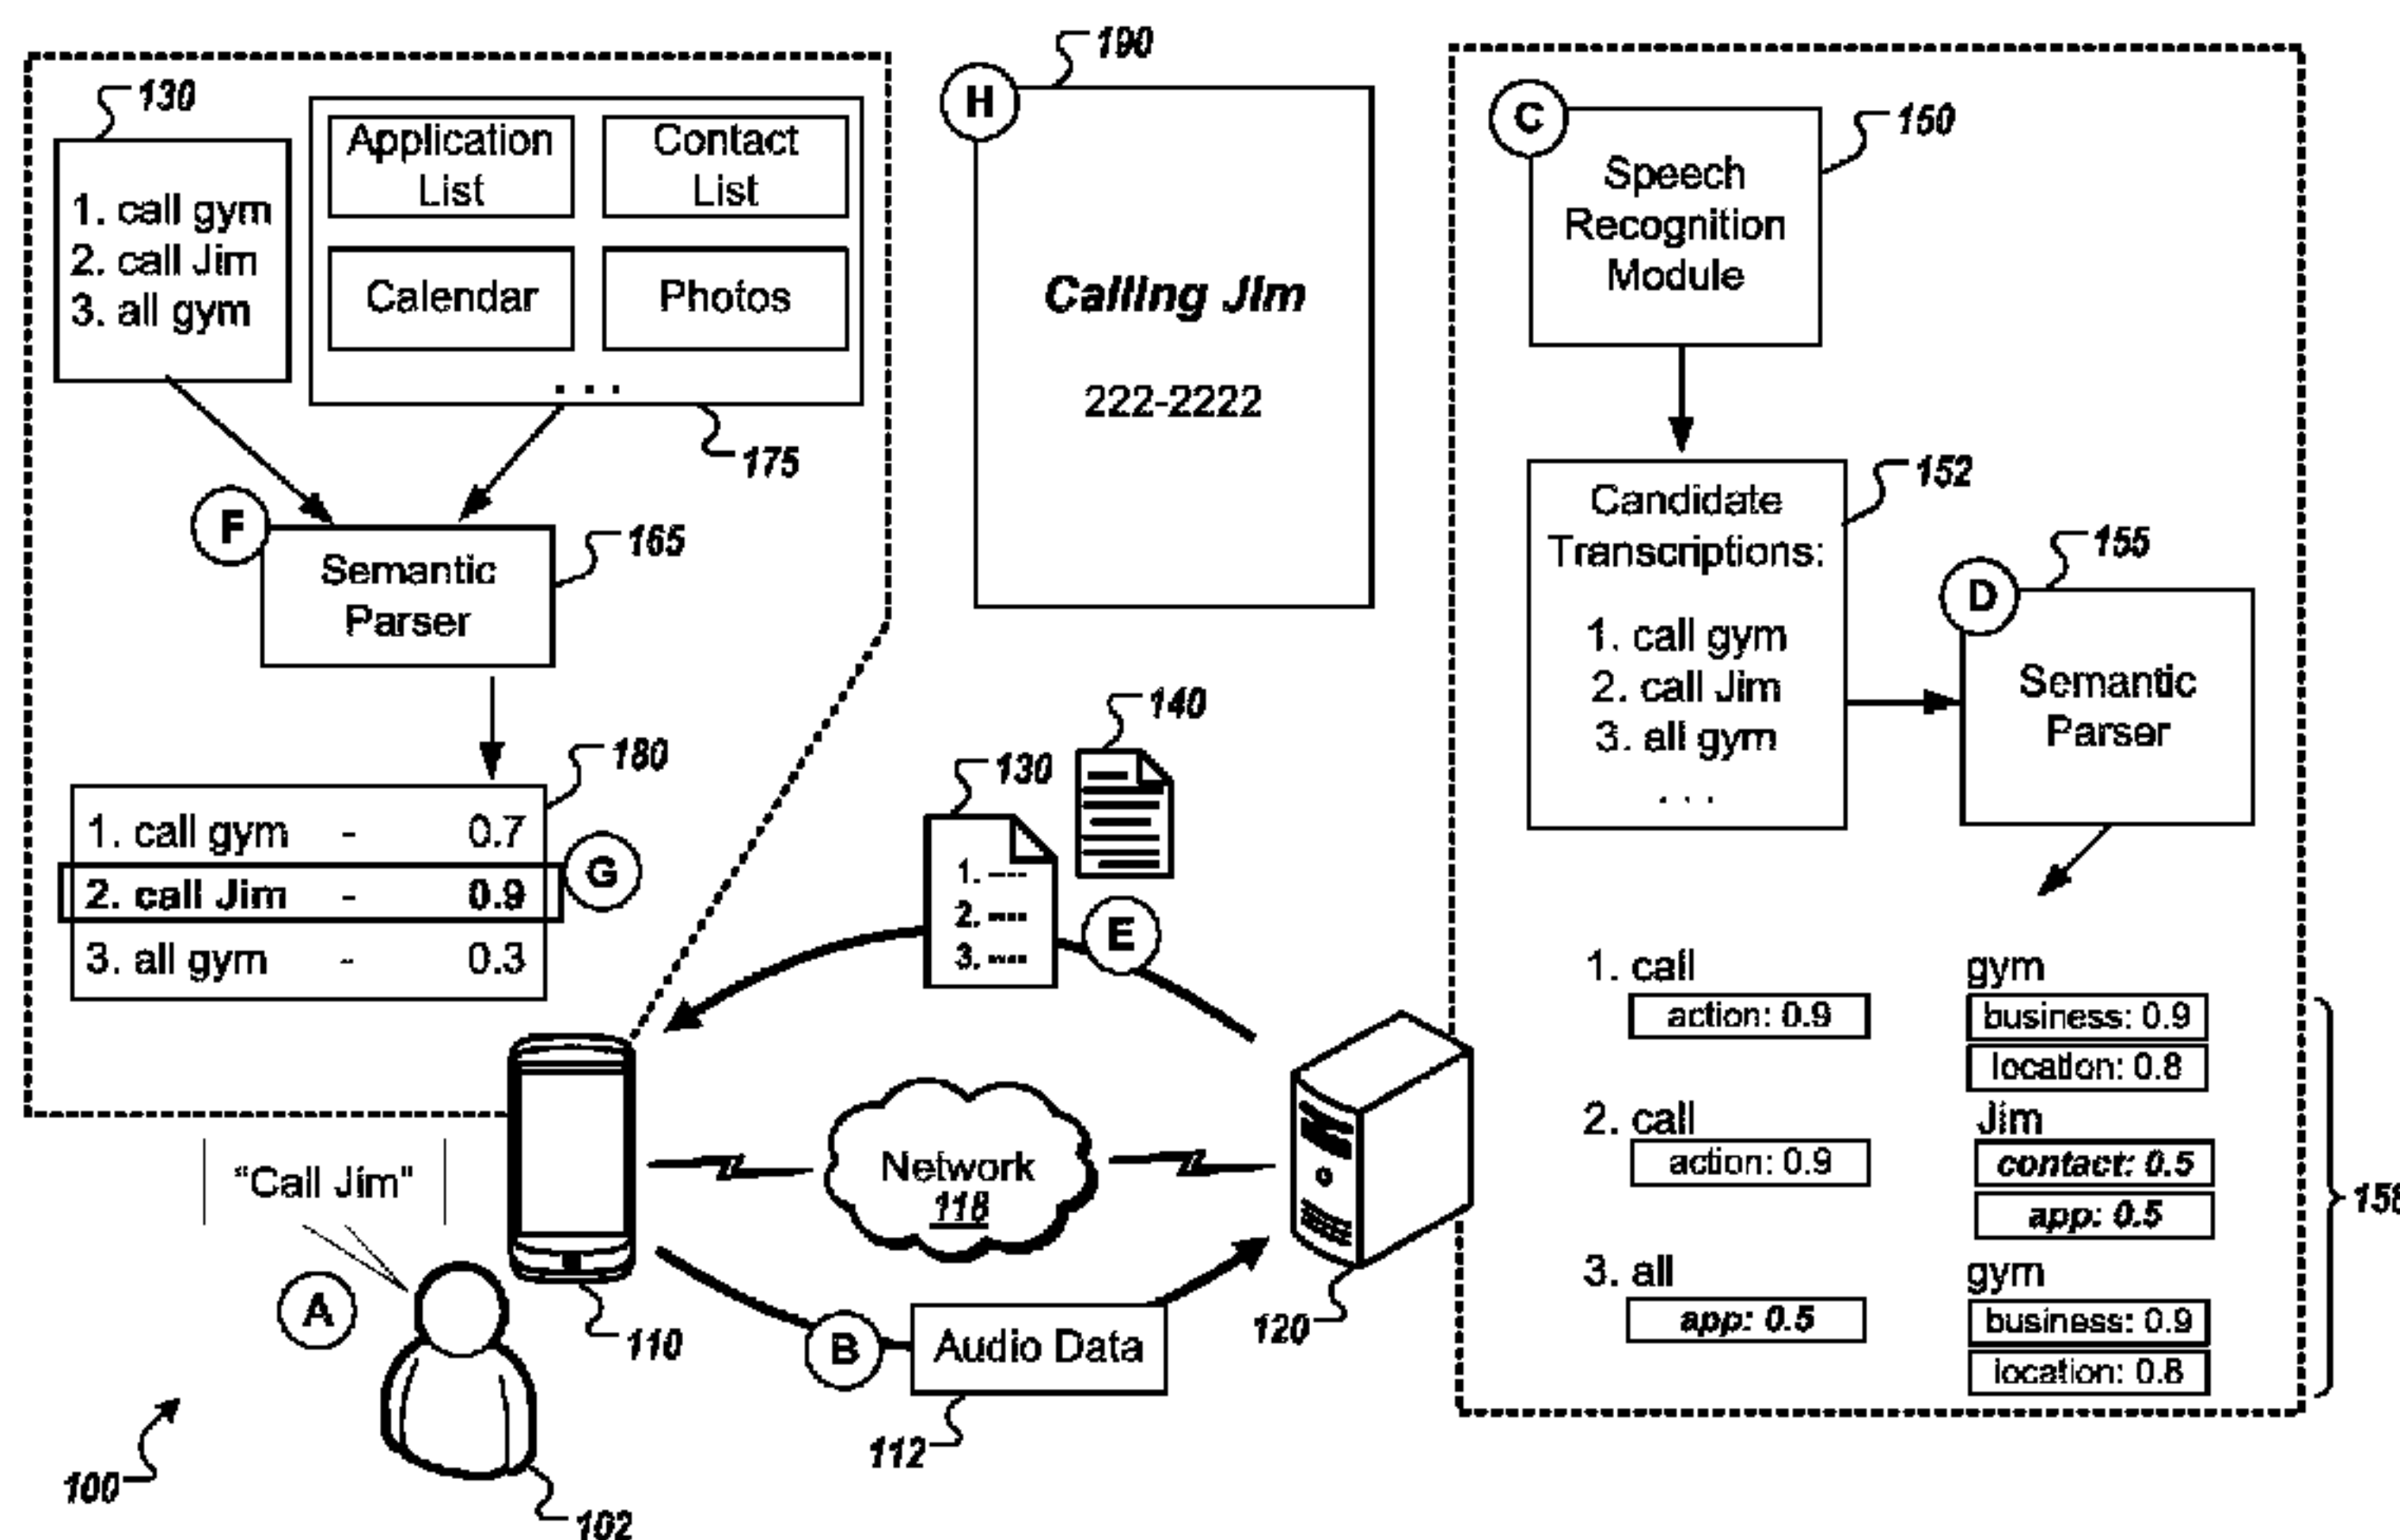 130
1. call gym
2. call Jim
3. all gym
Application
List
Contact
List
Calendar
Photos
. . .
175
F
Semantic
Parser
165
180
1. call gym - 0.7
2. call Jim - 0.9
3. all gym - 0.3
G
H
190
Calling Jim
222-2222
C
Speech
Recognition
Module
150
Candidate
Transcriptions:
1. call gym
2. call Jim
3. all gym
. . .
152
D
Semantic
Parser
155
1. call gym
action: 0.9 business: 0.9
location: 0.8
2. call Jim
action: 0.9 contact: 0.5
app: 0.5
3. all gym
app: 0.5 business: 0.9
location: 0.8
158
140
130
1. ----
2. ----
3. ----
E
Network
118
"Call Jim"
A
110
B
Audio Data
112
120
100
102